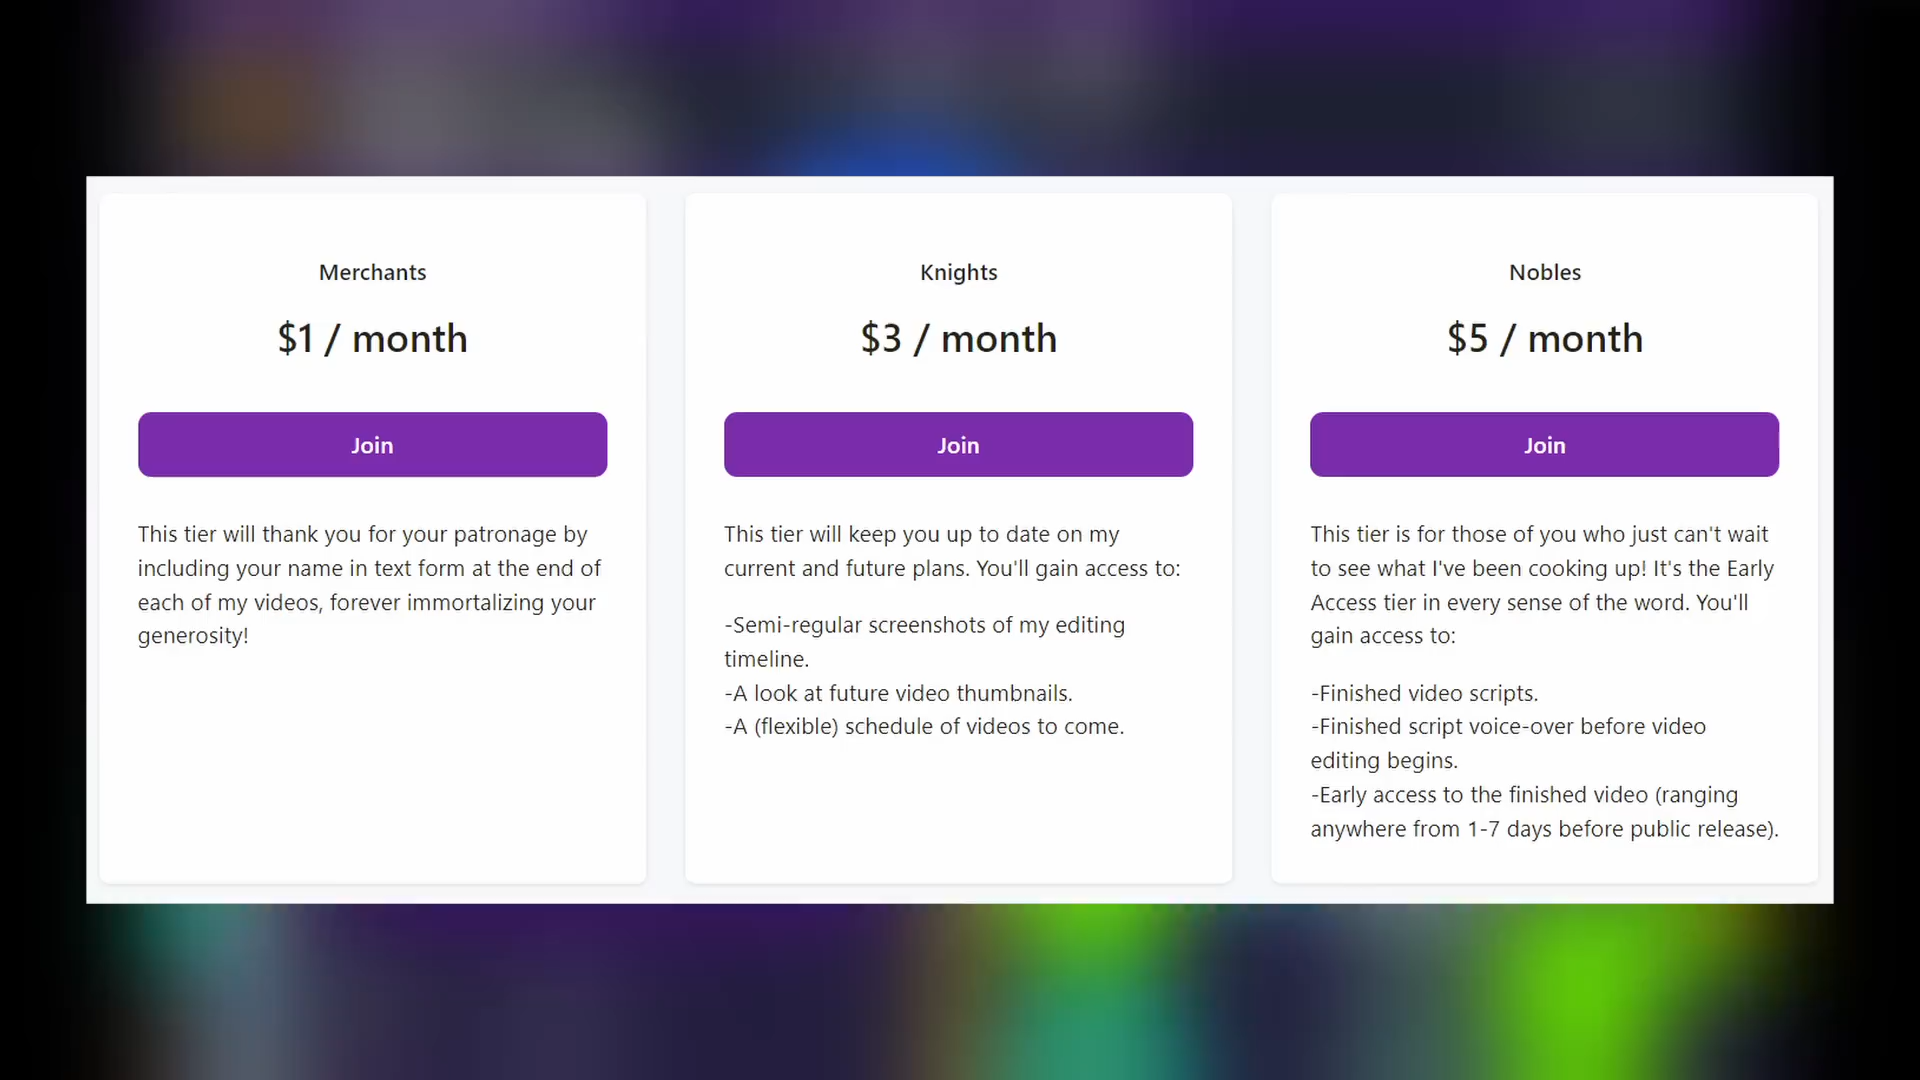 Merchants
$1 / month
Join
This tier will thank you for your patronage by
including your name in text form at the end of
each of my videos, forever immortalizing your
generosity!
Knights
$3 / month
Join
This tier will keep you up to date on my
current and future plans. You'll gain access to:
-Semi-regular screenshots of my editing
timeline.
-A look at future video thumbnails.
-A (flexible) schedule of videos to come.
Nobles
$5 / month
Join
This tier is for those of you who just can't wait
to see what I've been cooking up! It's the Early
Access tier in every sense of the word. You'll
gain access to:
-Finished video scripts.
-Finished script voice-over before video
editing begins.
-Early access to the finished video (ranging
anywhere from 1-7 days before public release).